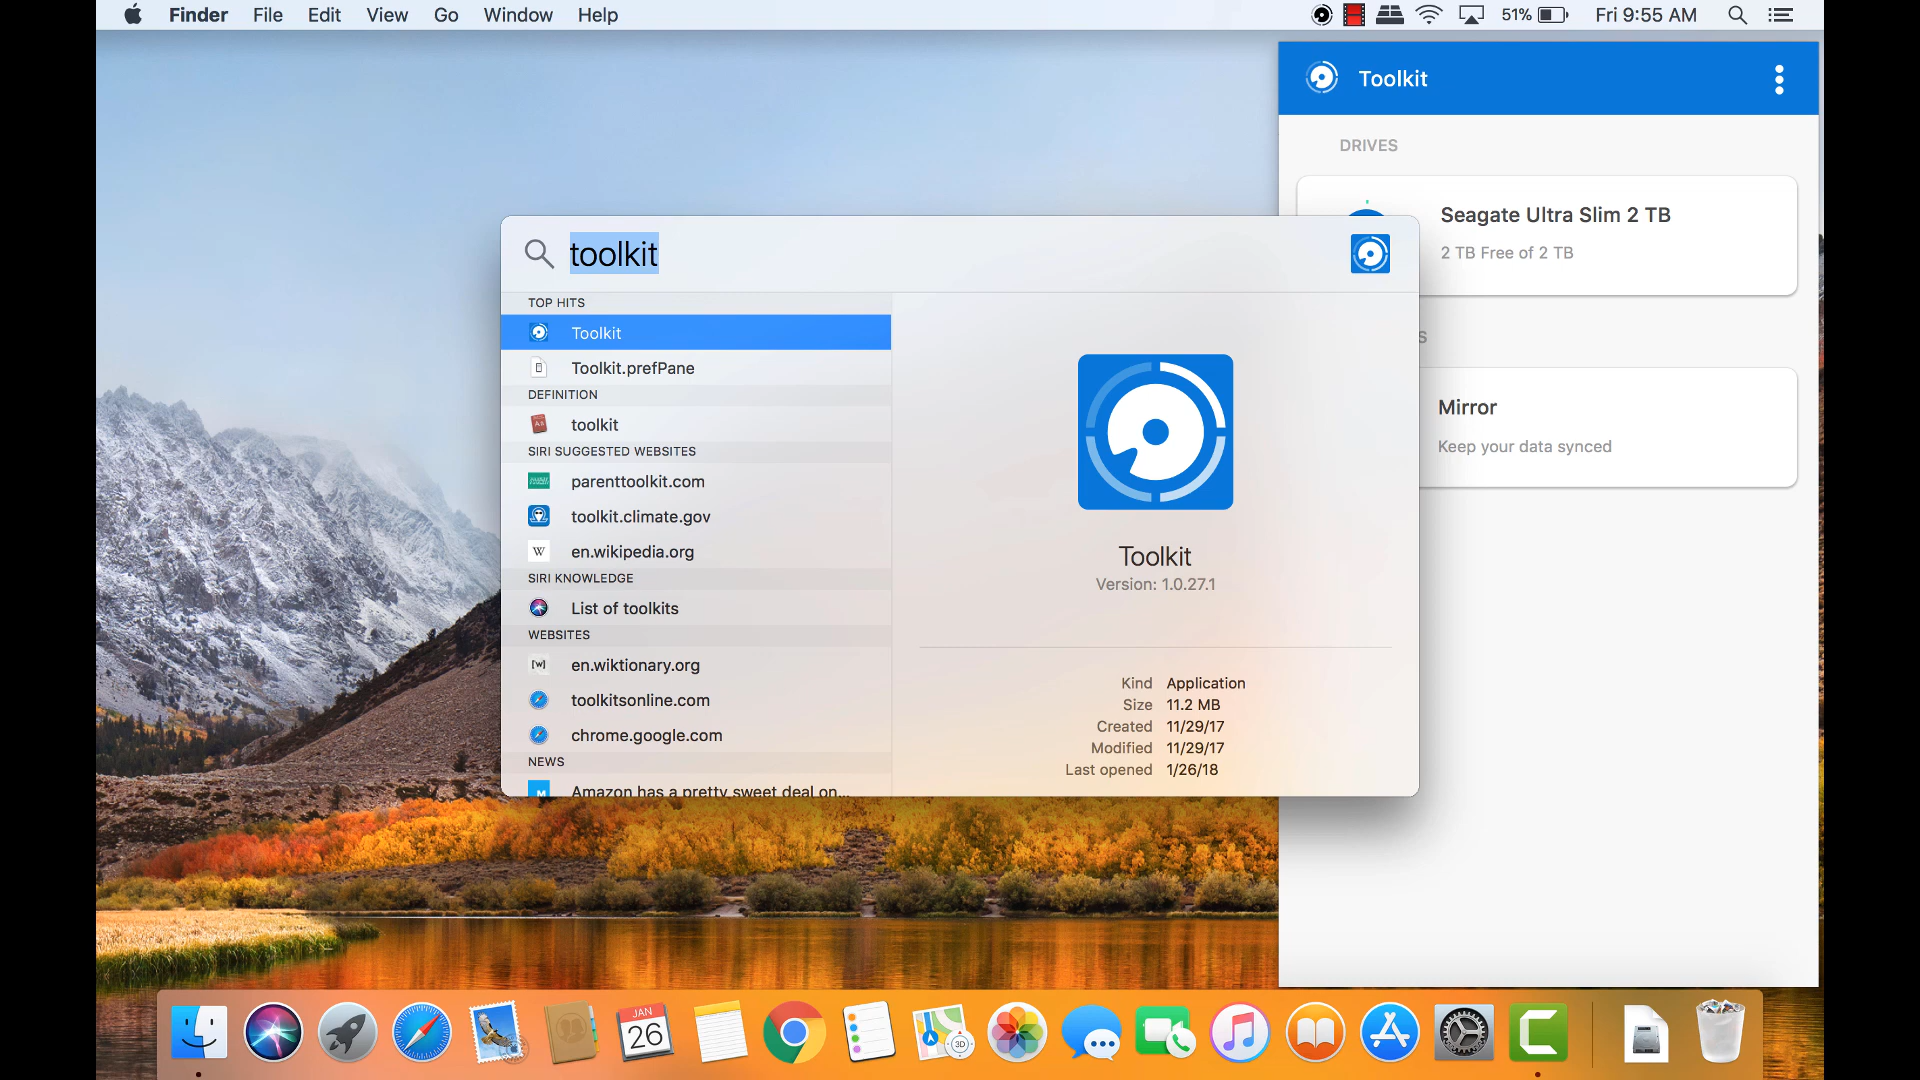 Finder File Edit View Go Window Help 51% Fri 9:55 AM
Toolkit
DRIVES
Seagate Ultra Slim 2 TB
2 TB Free of 2 TB
S
Mirror
Keep your data synced
toolkit
TOP HITS
Toolkit
Toolkit.prefPane
DEFINITION
toolkit
SIRI SUGGESTED WEBSITES
parenttoolkit.com
toolkit.climate.gov
W en.wikipedia.org
SIRI KNOWLEDGE
List of toolkits
WEBSITES
[w] en.wiktionary.org
toolkitsonline.com
chrome.google.com
NEWS
M Amazon has a pretty sweet deal on...
Toolkit
Version: 1.0.27.1
Kind Application
Size 11.2 MB
Created 11/29/17
Modified 11/29/17
Last opened 1/26/18
JAN
26
3D